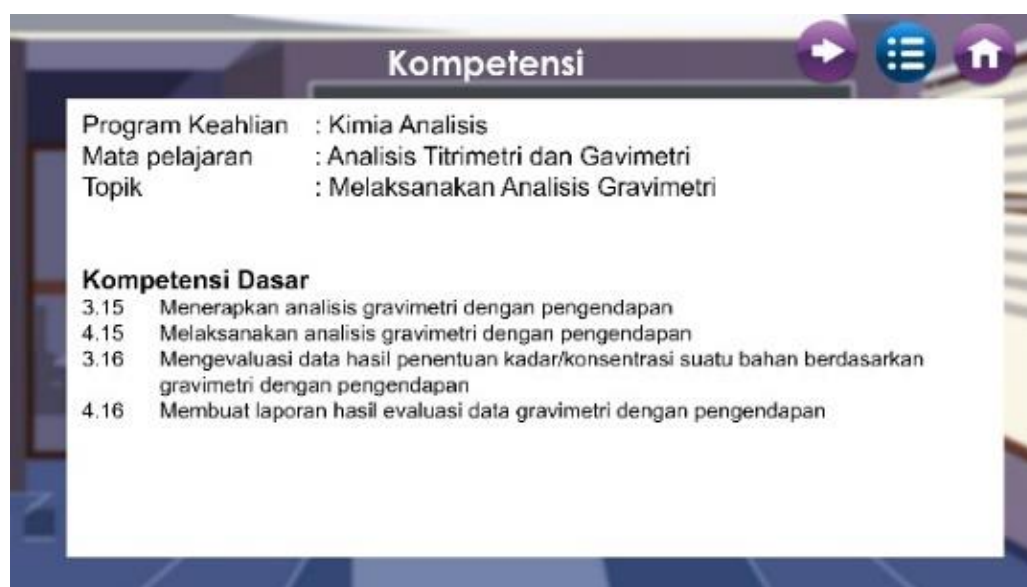 Kompetensi
Program Keahlian : Kimia Analisis
Mata pelajaran : Analisis Titrimetri dan Gavimetri
Topik : Melaksanakan Analisis Gravimetri
Kompetensi Dasar
3.15 Menerapkan analisis gravimetri dengan pengendapan
4.15 Melaksanakan analisis gravimetri dengan pengendapan
3.16 Mengevaluasi data hasil penentuan kadar/konsentrasi suatu bahan berdasarkan
gravimetri dengan pengendapan
4.16 Membuat laporan hasil evaluasi data gravimetri dengan pengendapan